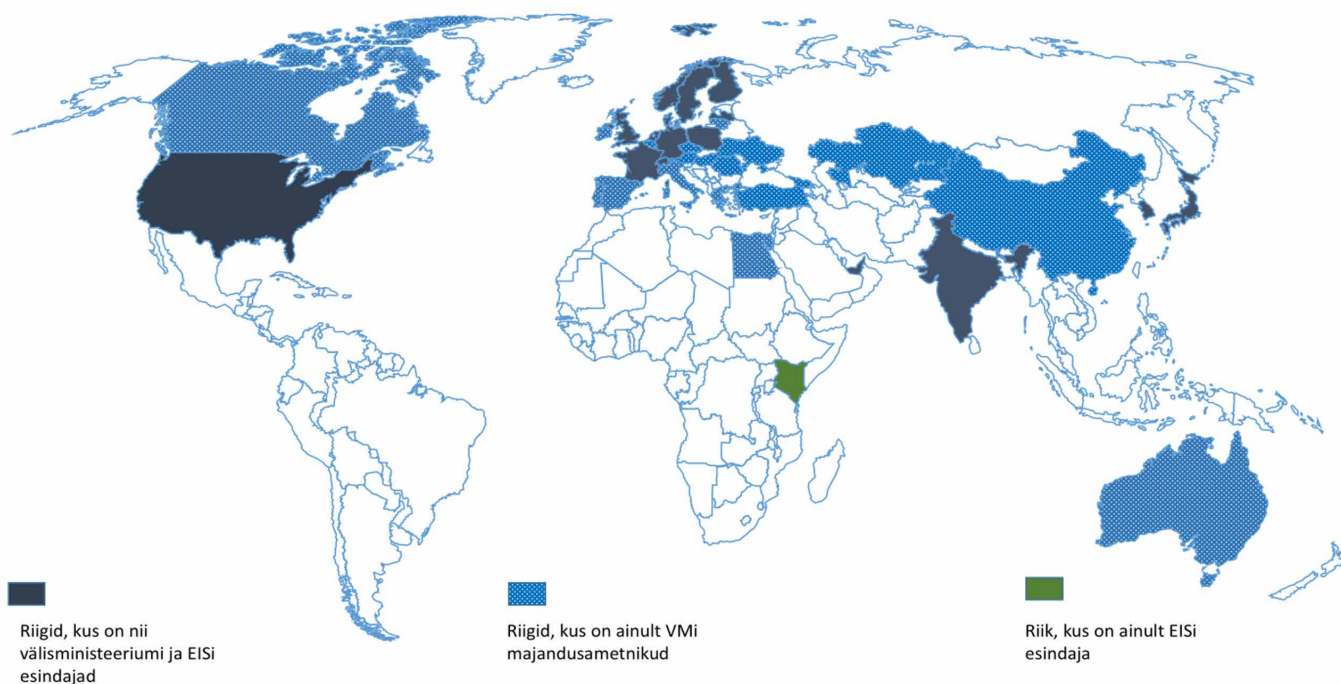 Riigid, kus on nii
välisministeeriumi ja EISi
esindajad
Riigid, kus on ainult VMi
majandusametnikud
Riik, kus on ainult EISi
esindaja